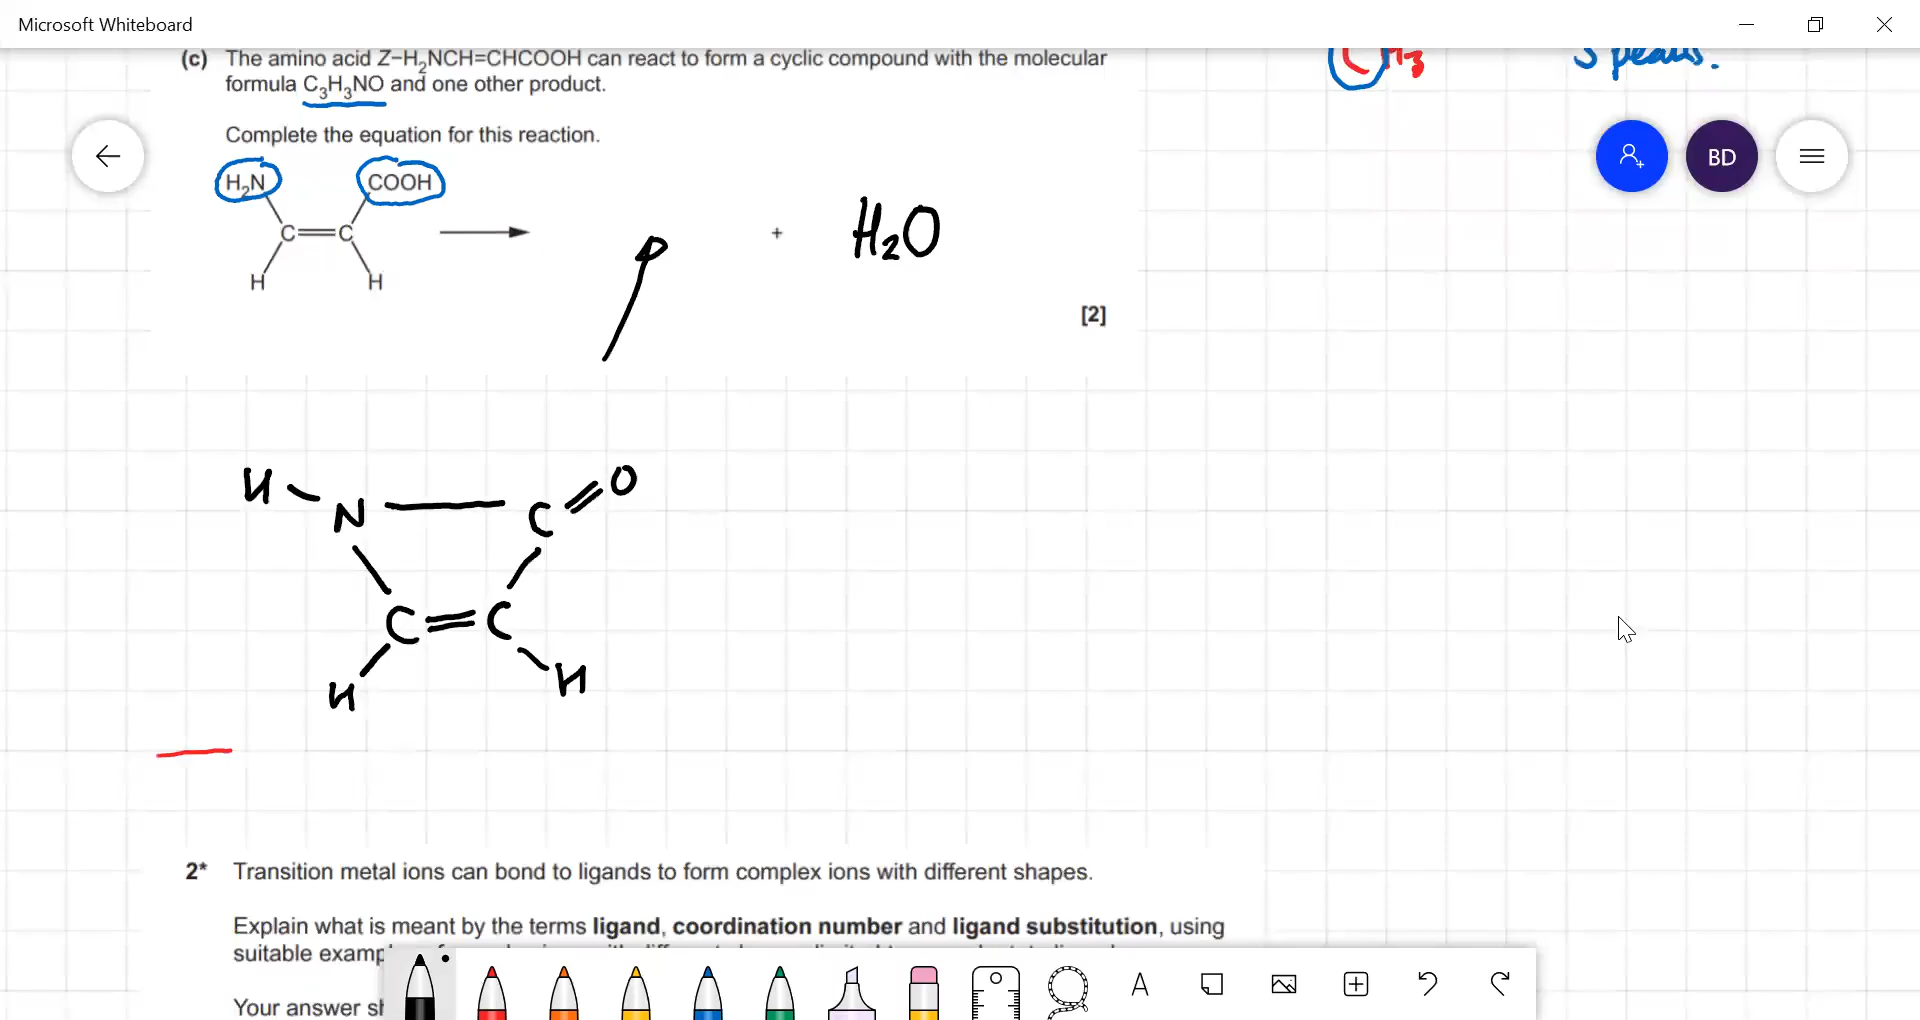 Microsoft Whiteboard
(c) The amino acid Z–H₂NCH=CHCOOH can react to form a cyclic compound with the molecular
formula C₃H₃NO and one other product.
CH₃
3 peaks.
Complete the equation for this reaction.
BD
H₂N COOH
C=C
+ H₂O
H H
[2]
H N C O
C = C
H H
2* Transition metal ions can bond to ligands to form complex ions with different shapes.
Explain what is meant by the terms ligand, coordination number and ligand substitution, using
suitable
Your answer
A